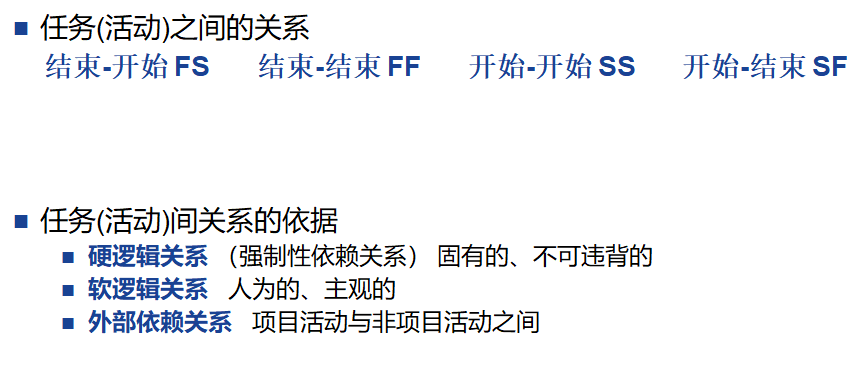 任务(活动)之间的关系
结束-开始 FS 结束-结束 FF 开始-开始 SS 开始-结束 SF
任务(活动)间关系的依据
硬逻辑关系 （强制性依赖关系） 固有的、不可违背的
软逻辑关系 人为的、主观的
外部依赖关系 项目活动与非项目活动之间